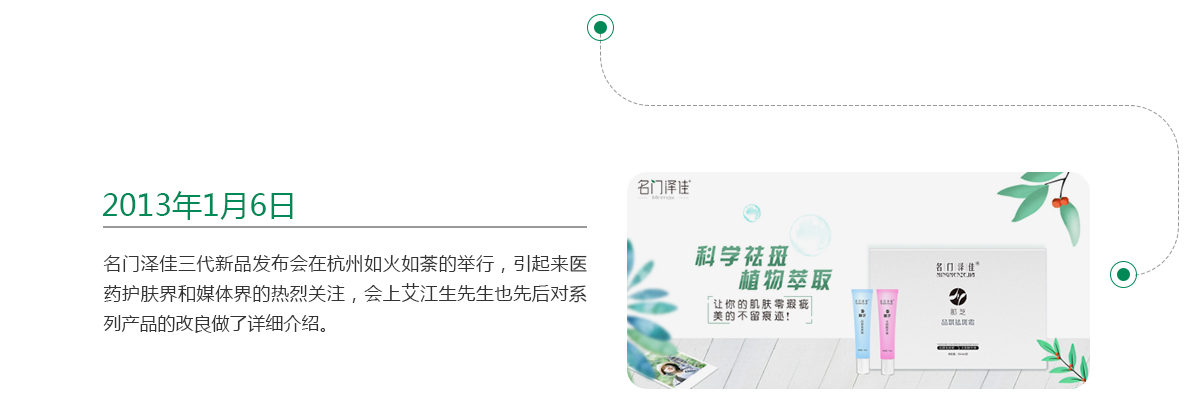 2013年1月6日
名门泽佳三代新品发布会在杭州如火如荼的举行，引起来医
药护肤界和媒体界的热烈关注，会上艾江生先生也先后对系
列产品的改良做了详细介绍。
名门泽佳
科学祛斑
植物萃取
让你的肌肤零瑕疵
美的不留痕迹！
名门泽佳®